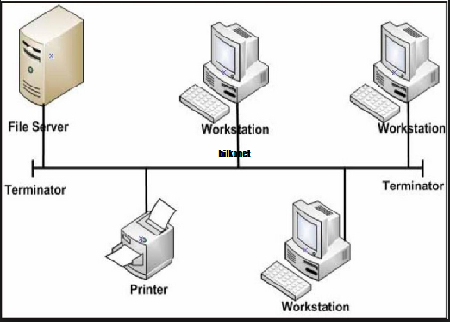 File Server
Workstation
Workstation
Terminator
Terminator
Printer
Workstation